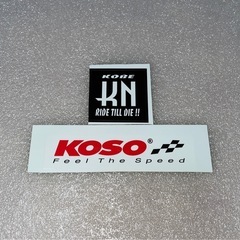 KOBE
KN
RIDE TILL DIE !!
KOSO®
Feel The Speed